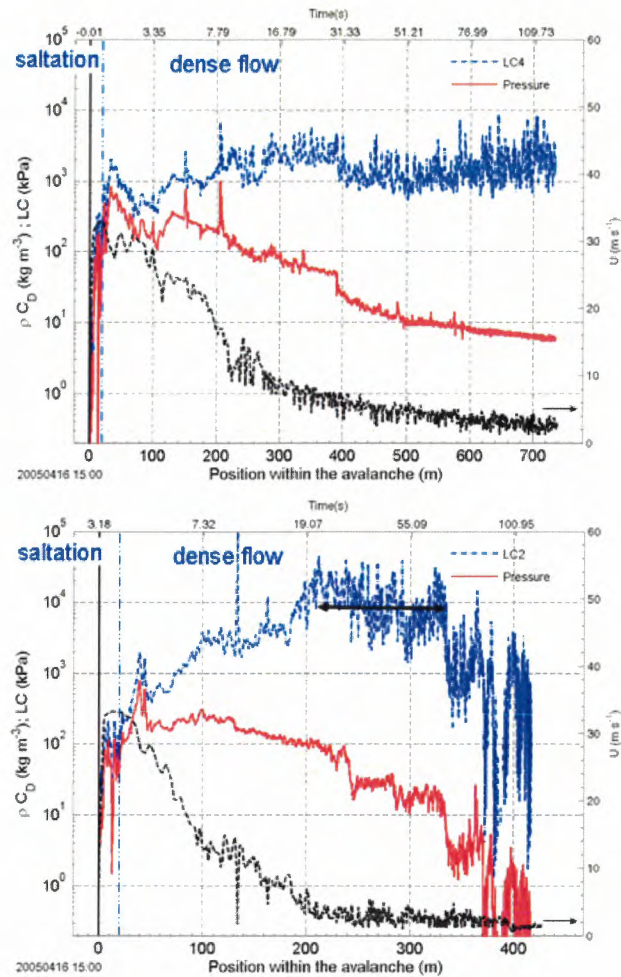 Time(s)
-0.01 3.35 7.79 16.79 31.33 51.21 76.99 109.73
10⁵ 60
saltation dense flow
LC4
Pressure
10⁴ 50
10³ 40
ρ C_D (kg m⁻³) ; LC (kPa)
10² 30
U (m s⁻¹)
10¹ 20
10⁰ 10
0
0 100 200 300 400 500 600 700
20050416 15:00 Position within the avalanche (m)
Time(s)
3.18 7.32 19.07 55.09 100.95
10⁵ 60
saltation dense flow
LC2
Pressure
10⁴ 50
10³ 40
ρ C_D (kg m⁻³); LC (kPa)
10² 30
U (m s⁻¹)
10¹ 20
10⁰ 10
0
0 100 200 300 400
20050416 15:00 Position within the avalanche (m)